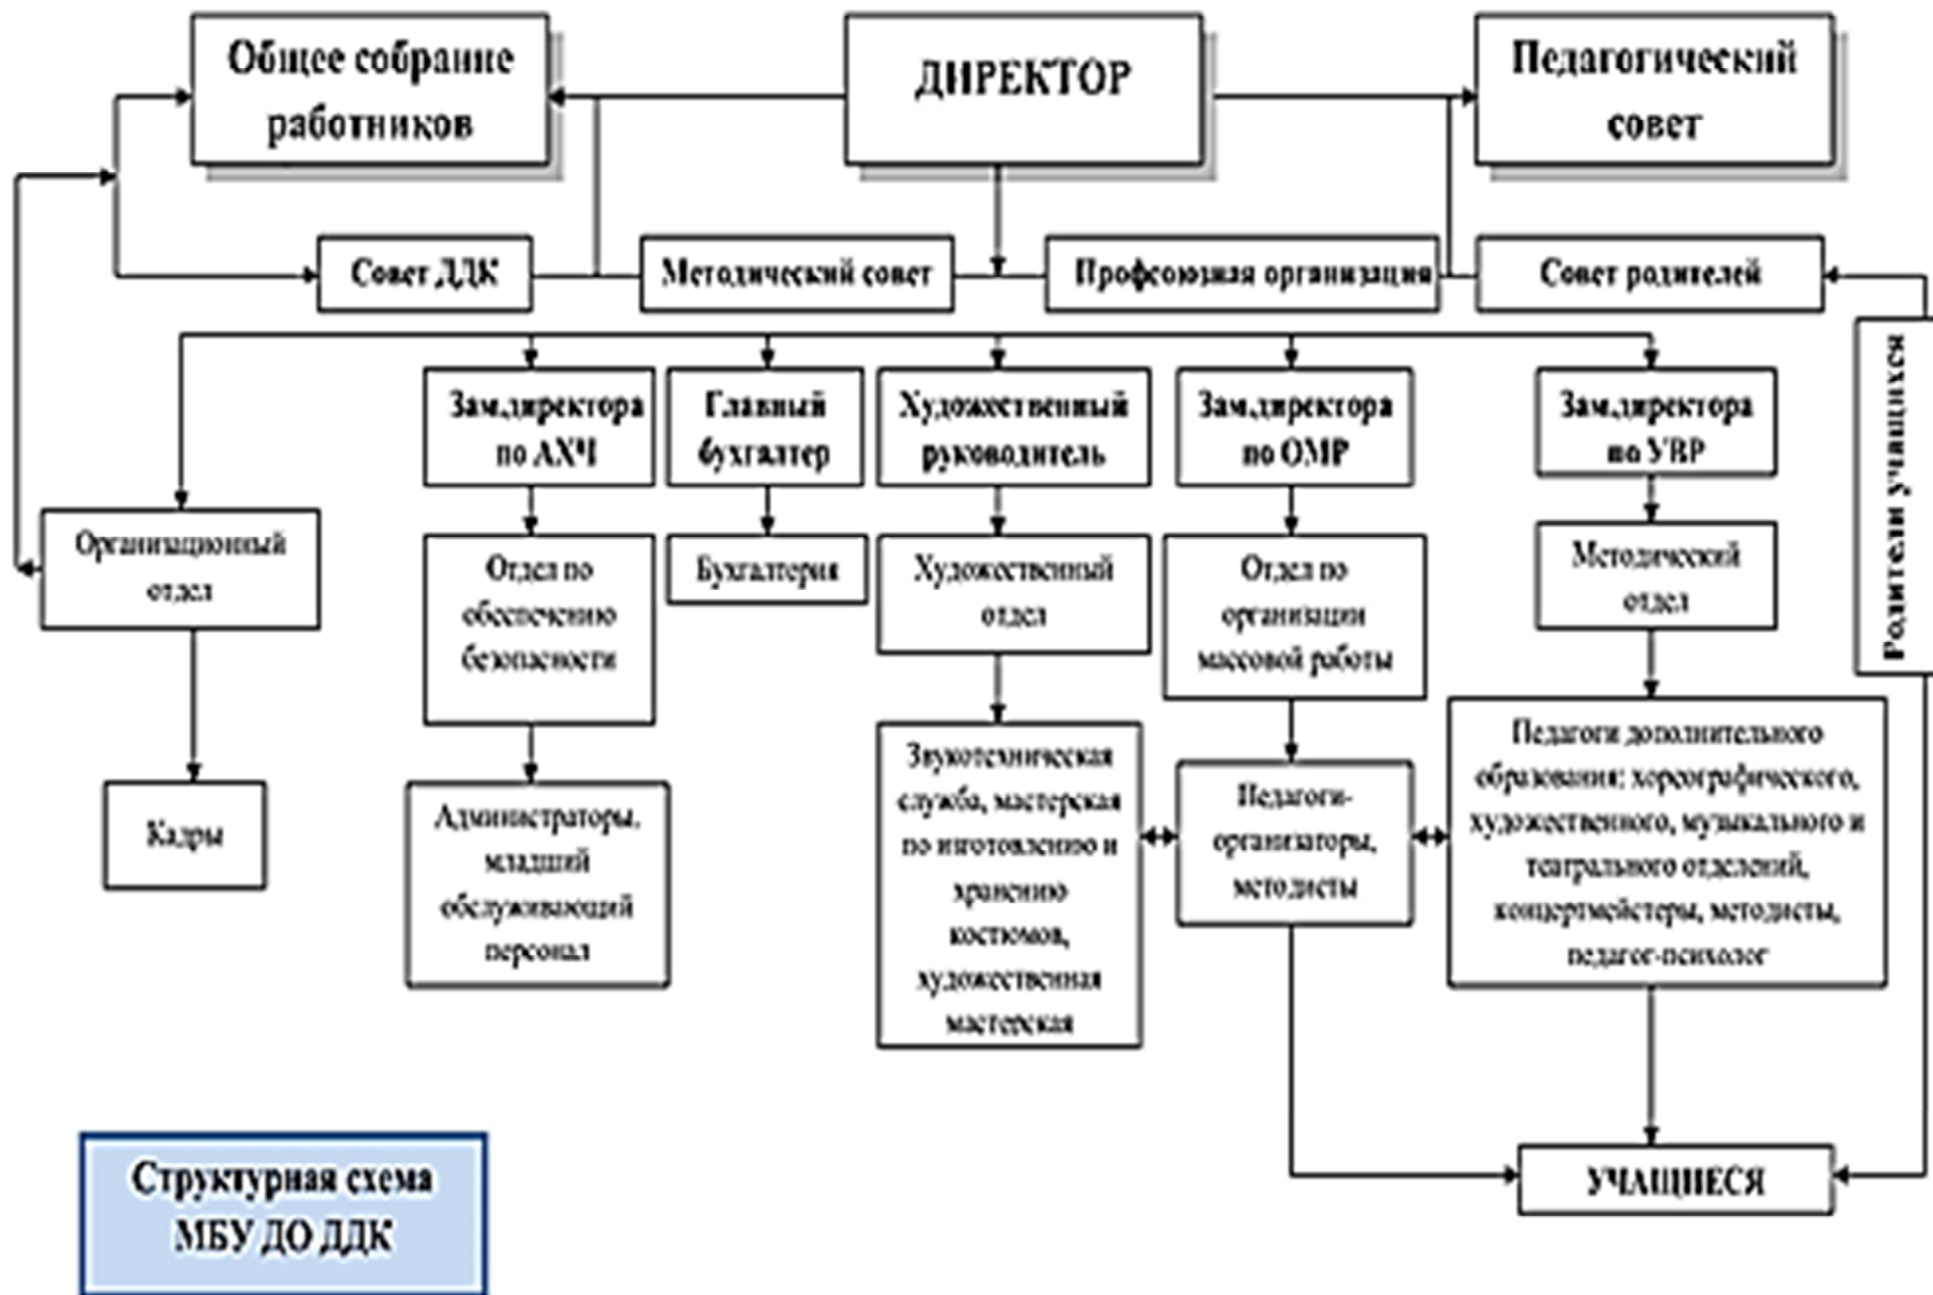 Общее собрание
работников
ДИРЕКТОР
Педагогический
совет
Совет ДДК
Методический совет
Профсоюзная организация
Совет родителей
Родители учащихся
Зам.директора
по АХЧ
Главный
бухгалтер
Художественный
руководитель
Зам.директора
по ОМР
Зам.директора
по УВР
Организационный
отдел
Отдел по
обеспечению
безопасности
Бухгалтерия
Художественный
отдел
Отдел по
организации
массовой работы
Методический
отдел
Кадры
Администраторы,
младший
обслуживающий
персонал
Звукотехническая
служба, мастерская
по изготовлению и
хранению
костюмов,
художественная
мастерская
Педагоги-
организаторы,
методисты
Педагоги дополнительного
образования: хореографического,
художественного, музыкального и
театрального отделений,
концертмейстеры, методисты,
педагог-психолог
УЧАЩИЕСЯ
Структурная схема
МБУ ДО ДДК